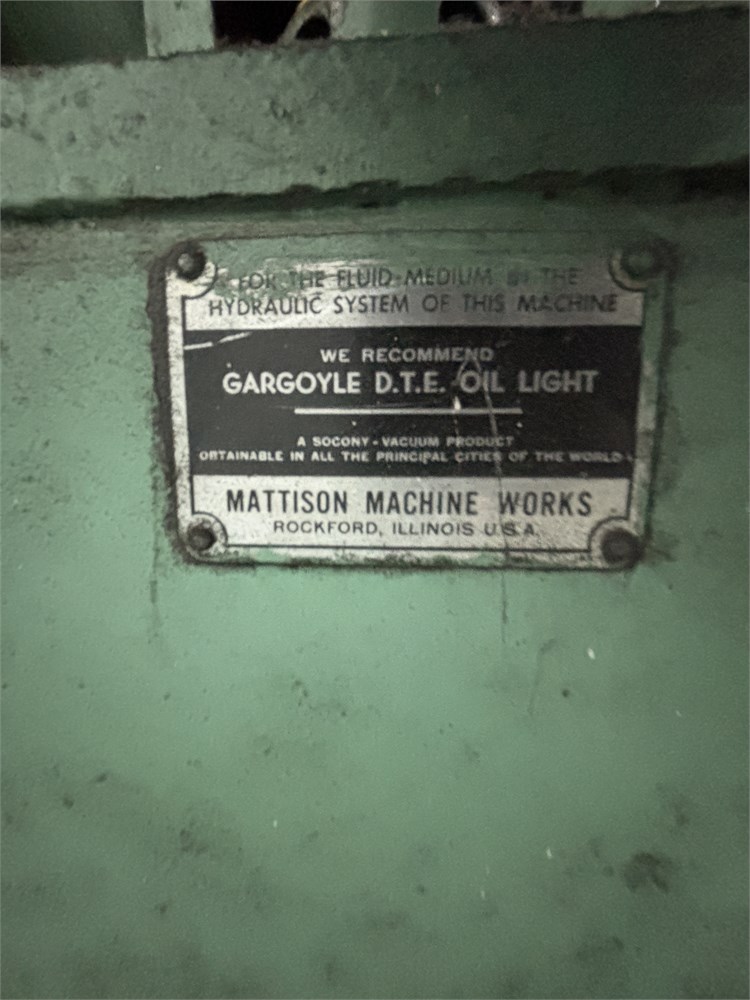 FOR THE FLUID MEDIUM IN THE
HYDRAULIC SYSTEM OF THIS MACHINE
WE RECOMMEND
GARGOYLE D.T.E. OIL LIGHT
A SOCONY-VACUUM PRODUCT
OBTAINABLE IN ALL THE PRINCIPAL CITIES OF THE WORLD
MATTISON MACHINE WORKS
ROCKFORD, ILLINOIS U.S.A.